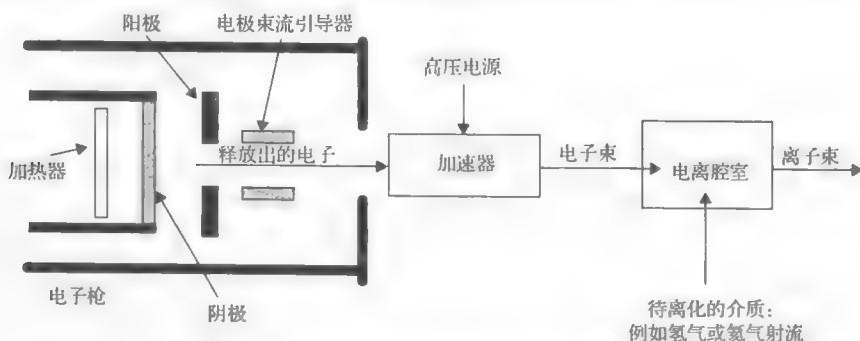 阳极
电极束流引导器
高压电源
加热器
释放出的电子
加速器
电子束
电离腔室
离子束
电子枪
阴极
待离化的介质:
例如氢气或氦气射流